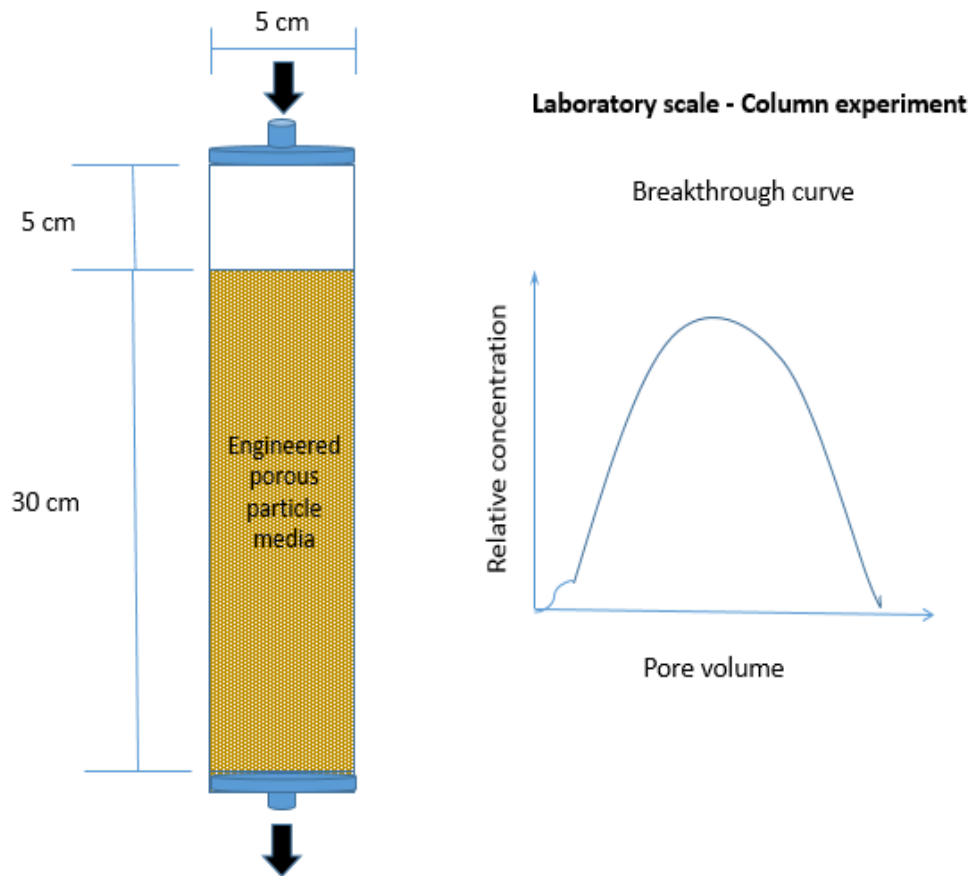 5 cm
Laboratory scale - Column experiment
Breakthrough curve
5 cm
30 cm
Engineered
porous
particle
media
Relative concentration
Pore volume